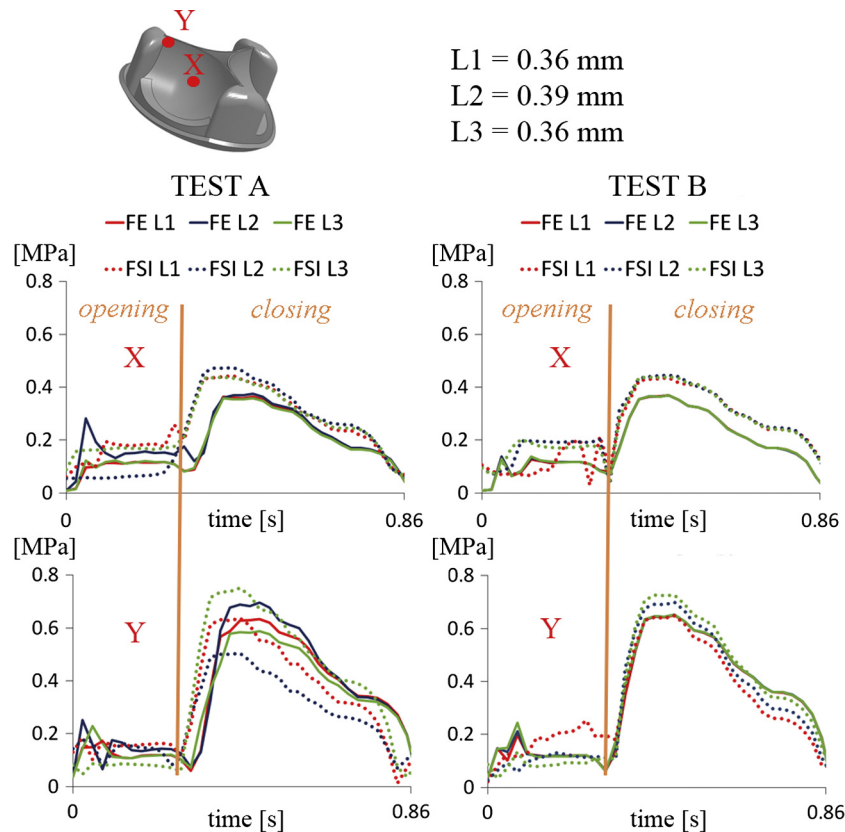 Y
X
L1 = 0.36 mm
L2 = 0.39 mm
L3 = 0.36 mm
TEST A
FE L1 FE L2 FE L3
[MPa]
FSI L1 FSI L2 FSI L3
0.8
opening closing
0.6
X
0.4
0.2
0
0 time [s] 0.86
[MPa]
0.8
0.6
Y
0.4
0.2
0
0 time [s] 0.86
TEST B
FE L1 FE L2 FE L3
[MPa]
FSI L1 FSI L2 FSI L3
0.8
opening closing
0.6
X
0.4
0.2
0
0 time [s] 0.86
[MPa]
0.8
0.6
Y
0.4
0.2
0
0 time [s] 0.86